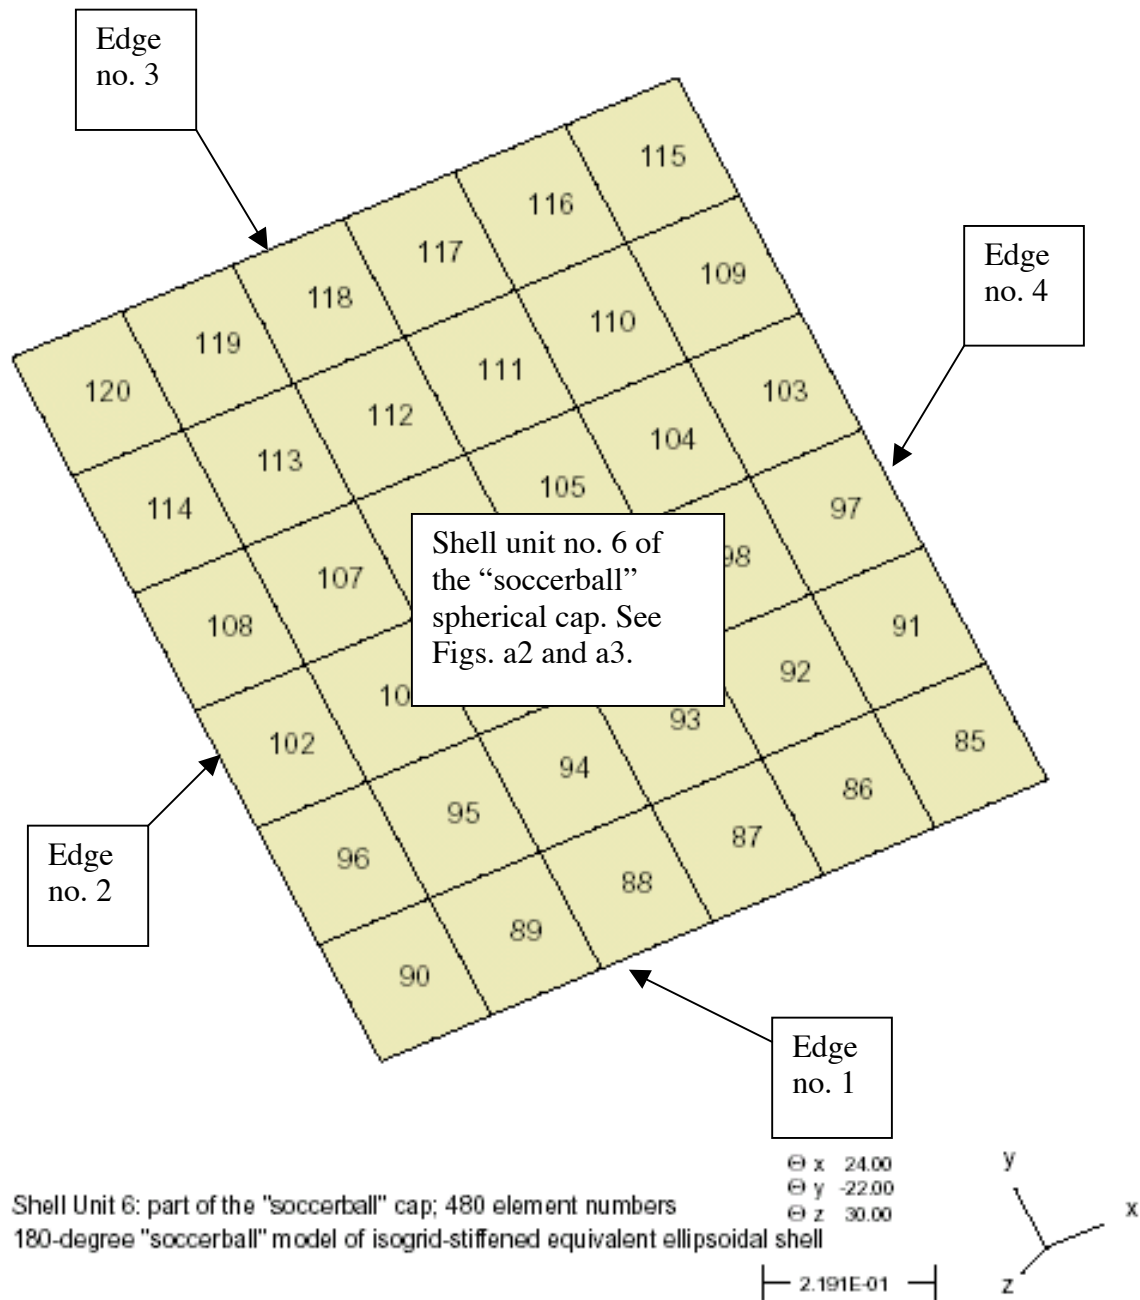 Edge
no. 3
115
116
117
109
Edge
no. 4
118
110
119
111
103
120
112
104
113
105
97
114
Shell unit no. 6 of
the “soccerball”
spherical cap. See
Figs. a2 and a3.
98
107
91
108
92
10
93
102
85
94
86
95
87
Edge
no. 2
96
88
89
90
Edge
no. 1
Θ x 24.00
Θ y -22.00
Θ z 30.00
y
x
z
Shell Unit 6: part of the "soccerball" cap; 480 element numbers
180-degree "soccerball" model of isogrid-stiffened equivalent ellipsoidal shell
2.191E-01